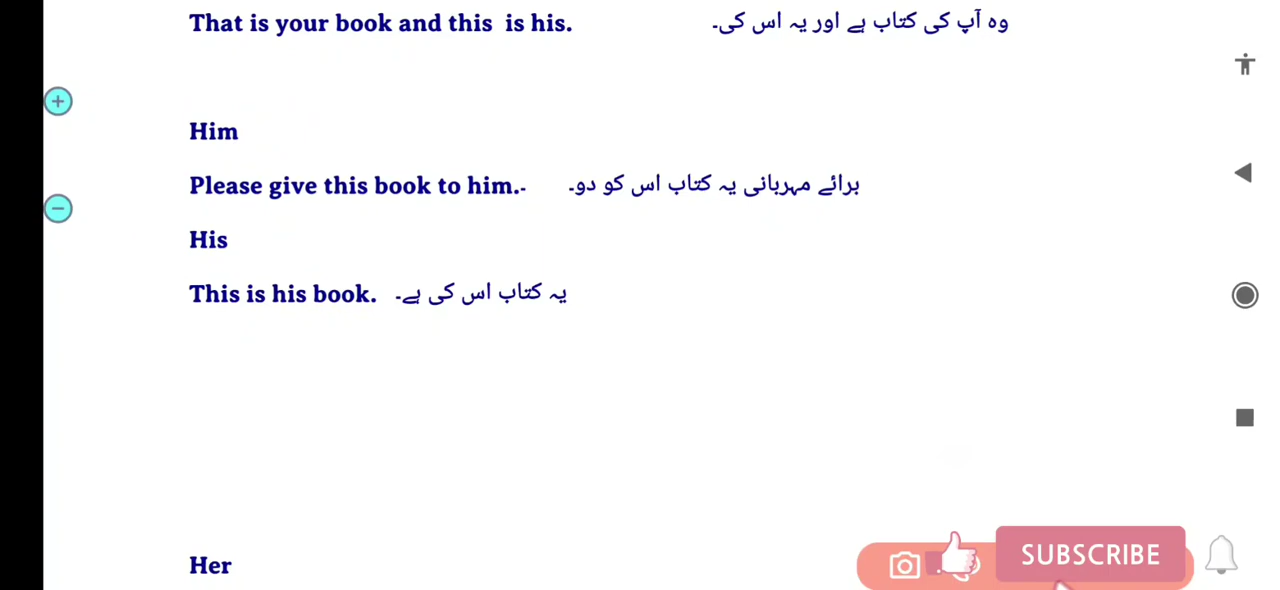 That is your book and this is his. وہ آپ کی کتاب ہے اور یہ اس کی۔
Him
Please give this book to him.- برائے مہربانی یہ کتاب اس کو دو۔
His
This is his book. یہ کتاب اس کی ہے۔
Her
SUBSCRIBE